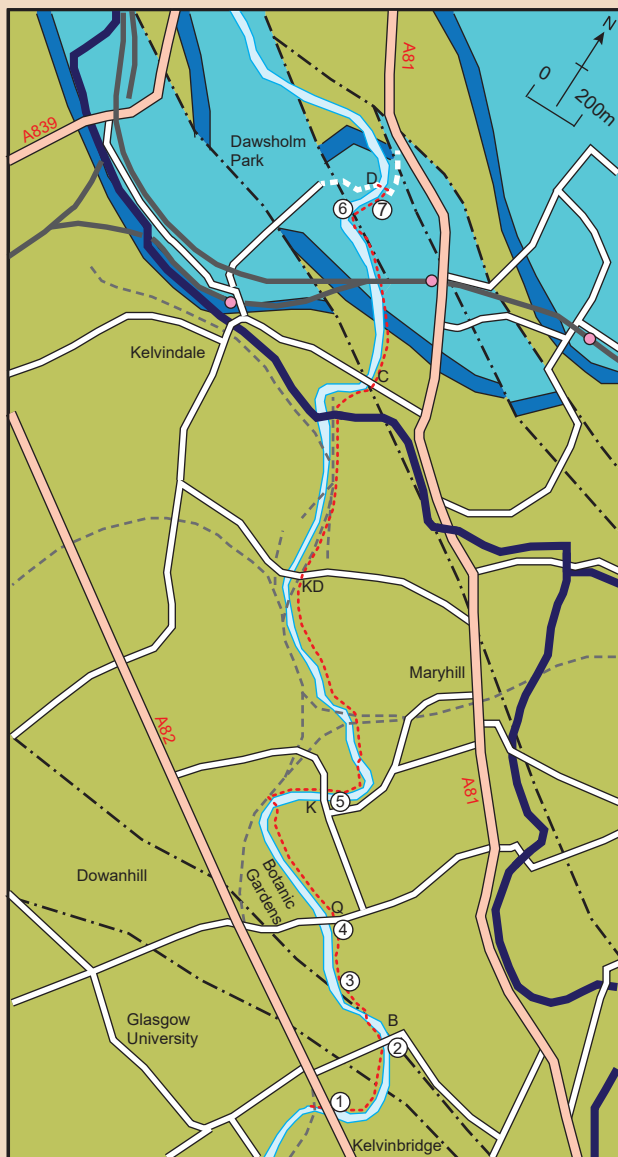 N
A81
0
200m
A839
Dawsholm
Park
D
6
7
Kelvindale
C
KD
Maryhill
A82
A81
K
5
Dowanhill
Botanic
Gardens
Q
4
3
Glasgow
University
B
2
1
Kelvinbridge